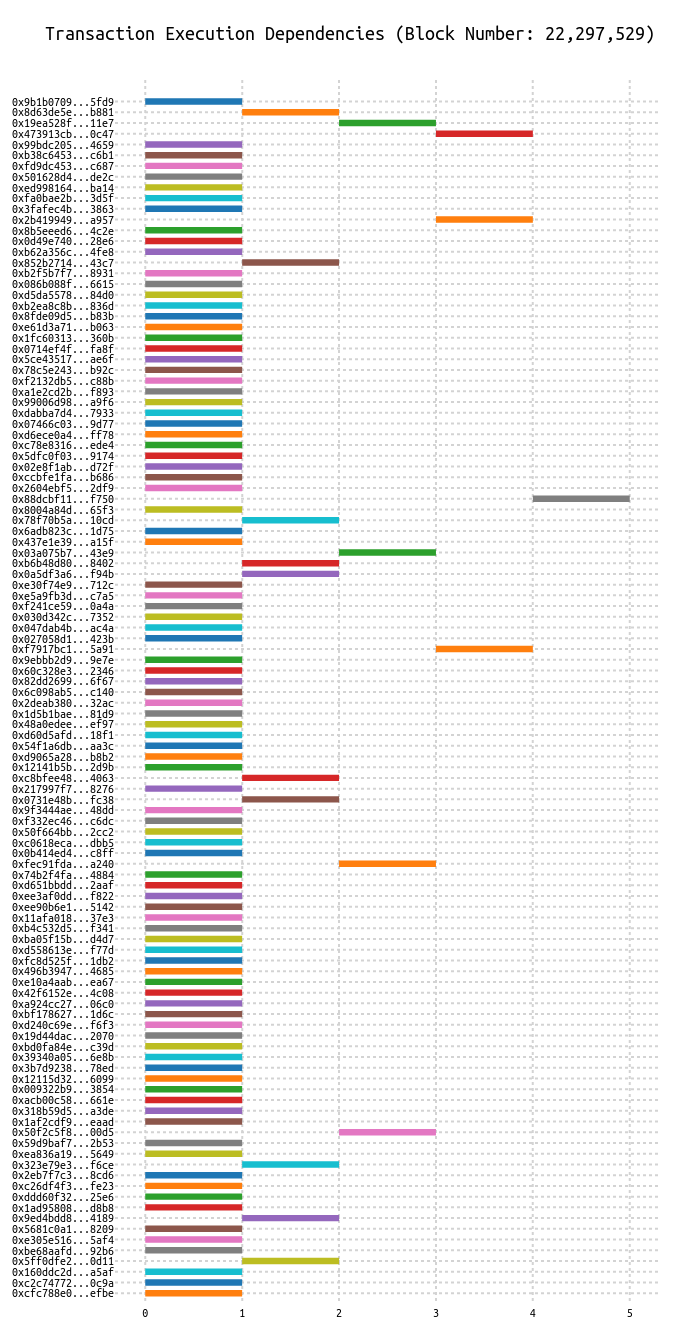 Transaction Execution Dependencies (Block Number: 22,297,529)
0x9b1b0709...5fd9
0x8d63de5e...b881
0x19ea528f...11e7
0x473913cb...0c47
0x99bdc205...4659
0xb38c6453...c6b1
0xfd9dc453...c687
0x501628d4...de2c
0xed998164...ba14
0xfa0bae2b...3d5f
0x3fafec4b...3863
0x2b419949...a957
0x8b5eeed6...4c2e
0x0d49e740...28e6
0xb62a356c...4fe8
0x852b2714...43c7
0xb2f5b7f7...8931
0x086b088f...6615
0xd5da5578...84d0
0xb2ea8c8b...836d
0x8fde09d5...b83b
0xe61d3a71...b063
0x1fc60313...360b
0x0714ef4f...fa8f
0x5ce43517...ae6f
0x78c5e243...b92c
0xf2132db5...c88b
0xa1e2cd2b...f893
0x99006d98...a9f6
0xdabba7d4...7933
0x07466c03...9d77
0xd6ece0a4...ff78
0xc78e8316...ede4
0x5dfc0f03...9174
0x02e8f1ab...d72f
0xccbfe1fa...b686
0x2604ebf5...2df9
0x88dcbf11...f750
0x8004a84d...65f3
0x78f70b5a...10cd
0x6adb823c...1d75
0x437e1e39...a15f
0x03a075b7...43e9
0xb6b48d80...8402
0x0a5df3a6...f94b
0xe30f74e9...712c
0xe5a9fb3d...c7a5
0xf241ce59...0a4a
0x030d342c...7352
0x047dab4b...ac4a
0x027058d1...423b
0xf7917bc1...5a91
0x9ebbb2d9...9e7e
0x60c328e3...2346
0x82dd2699...6f67
0x6c098ab5...c140
0x2deab380...32ac
0x1d5b1bae...81d9
0x48a0edee...ef97
0xd60d5afd...18f1
0x54f1a6db...aa3c
0xd9065a28...b8b2
0x12141b5b...2d9b
0xc8bfee48...4063
0x217997f7...8276
0x0731e48b...fc38
0x9f3444ae...48dd
0xf332ec46...c6dc
0x50f664bb...2cc2
0xc0618eca...dbb5
0x0b414ed4...c8ff
0xfec91fda...a240
0x74b2f4fa...4884
0xd651bbdd...2aaf
0xee3af0dd...f822
0xee90b6e1...5142
0x11afa018...37e3
0xb4c532d5...f341
0xba05f15b...d4d7
0xd558613e...f77d
0xfc8d525f...1db2
0x496b3947...4685
0xe10a4aab...ea67
0x42f6152e...4c08
0xa924cc27...06c0
0xbf178627...1d6c
0xd240c69e...f6f3
0x19d44dac...2070
0xbd0fa84e...c39d
0x39340a05...6e8b
0x3b7d9238...78ed
0x12115d32...6099
0x009322b9...3854
0xacb00c58...661e
0x318b59d5...a3de
0x1af2cdf9...eaad
0x50f2c5f8...00d5
0x59d9baf7...2b53
0xea836a19...5649
0x323e79e3...f6ce
0x2eb7f7c3...8cd6
0xc26df4f3...fe23
0xddd60f32...25e6
0x1ad95808...d8b8
0x9ed4bdd8...4189
0x5681c0a1...8209
0xe305e516...5af4
0xbe68aafd...92b6
0x5ff0dfe2...0d11
0x160ddc2d...a5af
0xc2c74772...0c9a
0xcfc788e0...efbe
0 1 2 3 4 5